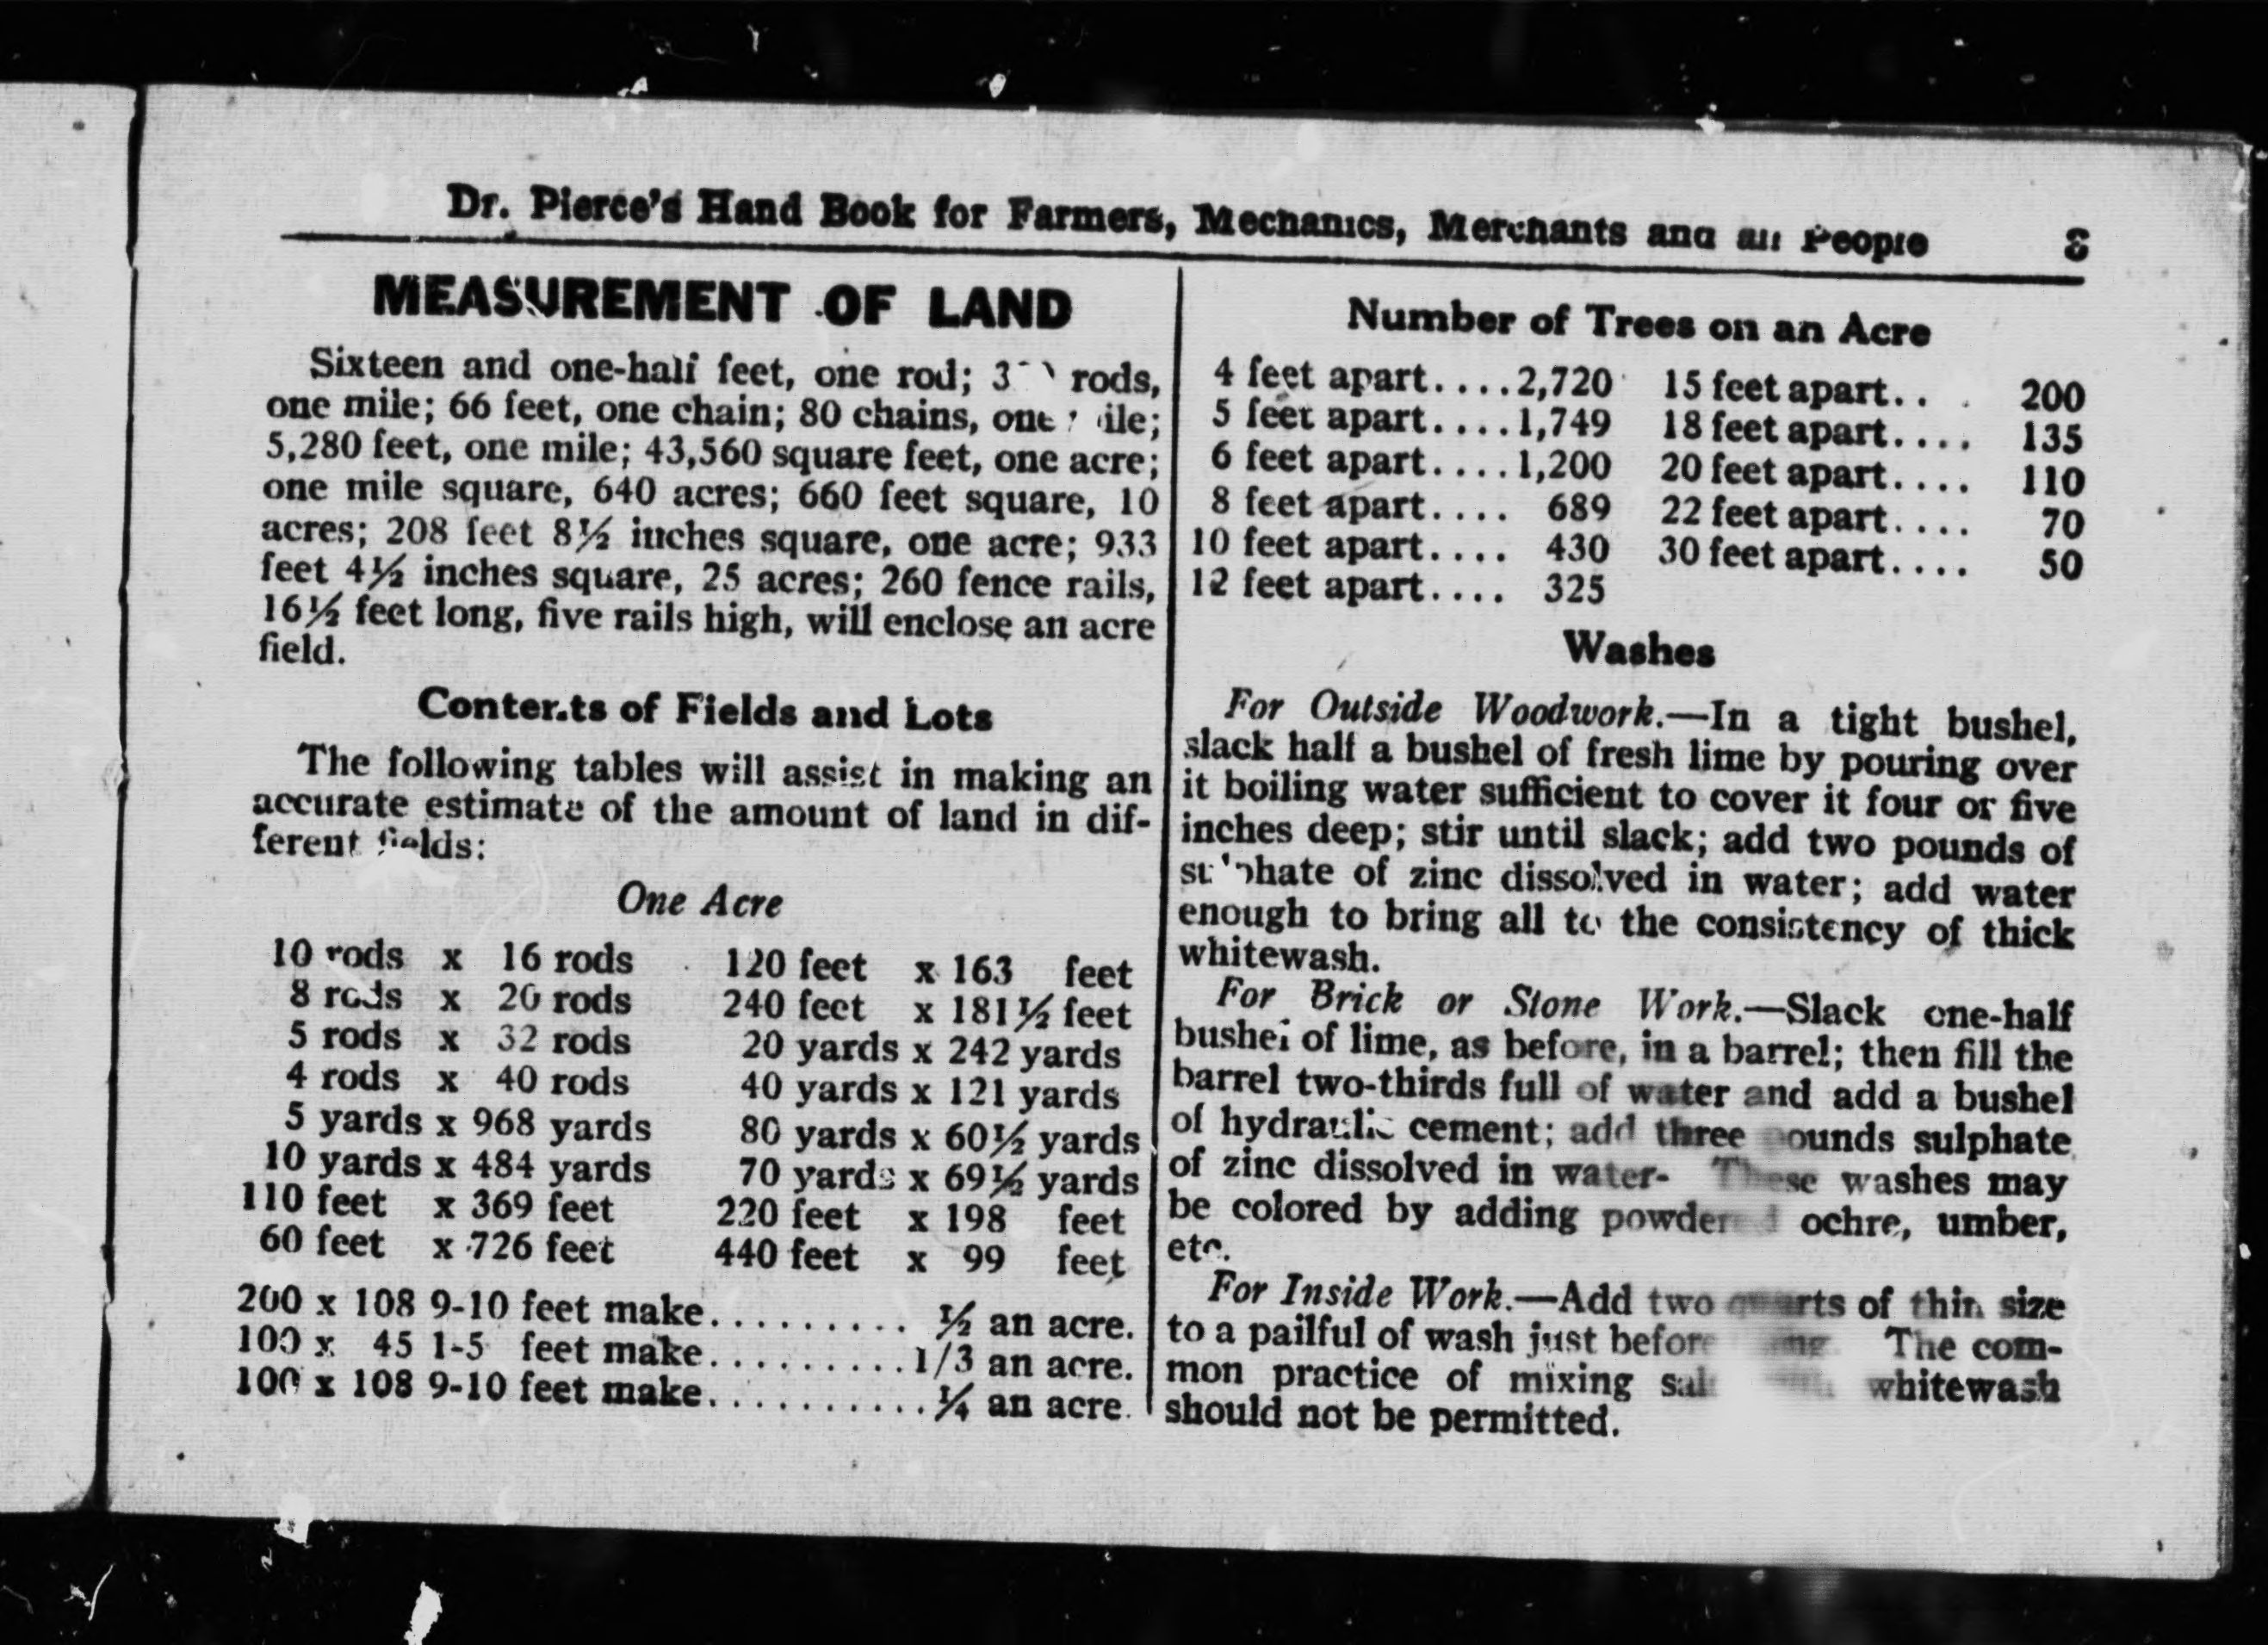 Dr. Pierce's Hand Book for Farmers, Mechanics, Merchants and all People 3
MEASUREMENT OF LAND
Sixteen and one-half feet, one rod; rods,
one mile; 66 feet, one chain; 80 chains, one mile;
5,280 feet, one mile; 43,560 square feet, one acre;
one mile square, 640 acres; 660 feet square, 10
acres; 208 feet 8½ inches square, one acre; 933
feet 4½ inches square, 25 acres; 260 fence rails,
16½ feet long, five rails high, will enclose an acre
field.
Contents of Fields and Lots
The following tables will assist in making an
accurate estimate of the amount of land in dif-
ferent fields:
One Acre
10 rods x 16 rods 120 feet x 163 feet
8 rods x 20 rods 240 feet x 181½ feet
5 rods x 32 rods 20 yards x 242 yards
4 rods x 40 rods 40 yards x 121 yards
5 yards x 968 yards 80 yards x 60½ yards
10 yards x 484 yards 70 yards x 69½ yards
110 feet x 369 feet 220 feet x 198 feet
60 feet x 726 feet 440 feet x 99 feet
200 x 108 9-10 feet make.......... ½ an acre.
100 x 45 1-5 feet make..........1/3 an acre.
100 x 108 9-10 feet make...........¼ an acre.
Number of Trees on an Acre
4 feet apart....2,720 15 feet apart.. . 200
5 feet apart....1,749 18 feet apart.... 135
6 feet apart....1,200 20 feet apart.... 110
8 feet apart.... 689 22 feet apart.... 70
10 feet apart.... 430 30 feet apart.... 50
12 feet apart.... 325
Washes
For Outside Woodwork.—In a tight bushel,
slack half a bushel of fresh lime by pouring over
it boiling water sufficient to cover it four or five
inches deep; stir until slack; add two pounds of
sulphate of zinc dissolved in water; add water
enough to bring all to the consistency of thick
whitewash.
For Brick or Stone Work.—Slack one-half
bushel of lime, as before, in a barrel; then fill the
barrel two-thirds full of water and add a bushel
of hydraulic cement; add three pounds sulphate
of zinc dissolved in water- These washes may
be colored by adding powdered ochre, umber,
etc.
For Inside Work.—Add two quarts of thin size
to a pailful of wash just before The com-
mon practice of mixing salt whitewash
should not be permitted.